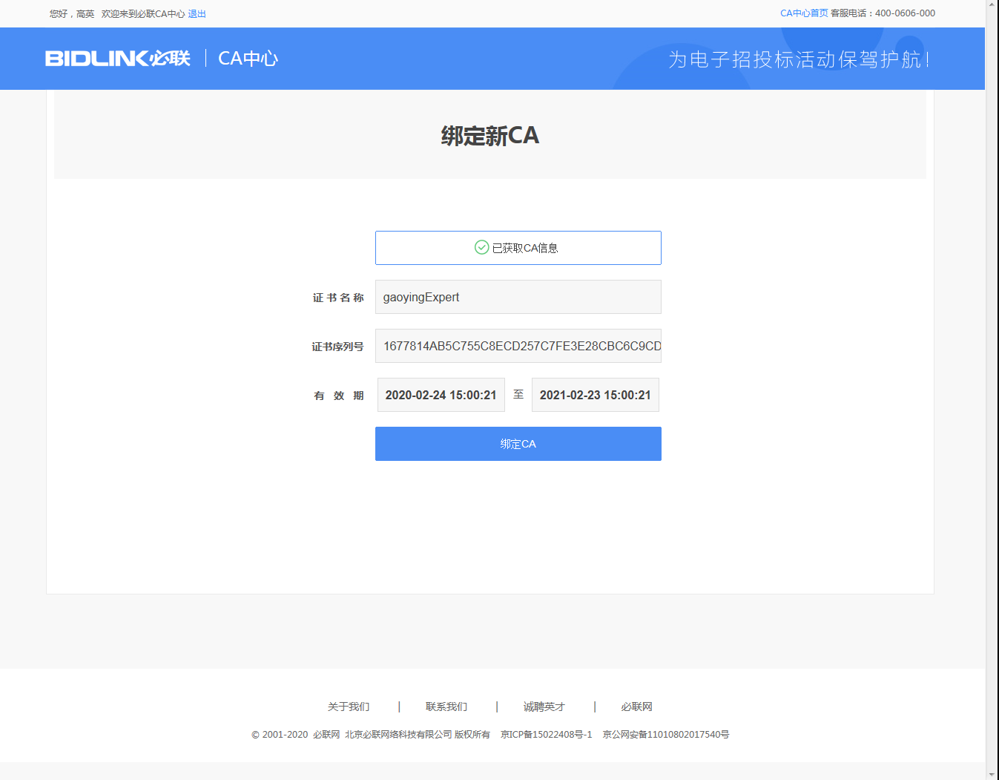 您好，高英 欢迎来到必联CA中心 退出
CA中心首页 客服电话：400-0606-000
BIDLINK必联 | CA中心
为电子招投标活动保驾护航!
绑定新CA
已获取CA信息
证书名称 gaoyingExpert
证书序列号 1677814AB5C755C8ECD257C7FE3E28CBC6C9CD
有效期 2020-02-24 15:00:21 至 2021-02-23 15:00:21
绑定CA
关于我们 | 联系我们 | 诚聘英才 | 必联网
© 2001-2020 必联网 北京必联网络科技有限公司 版权所有 京ICP备15022408号-1 京公网安备11010802017540号